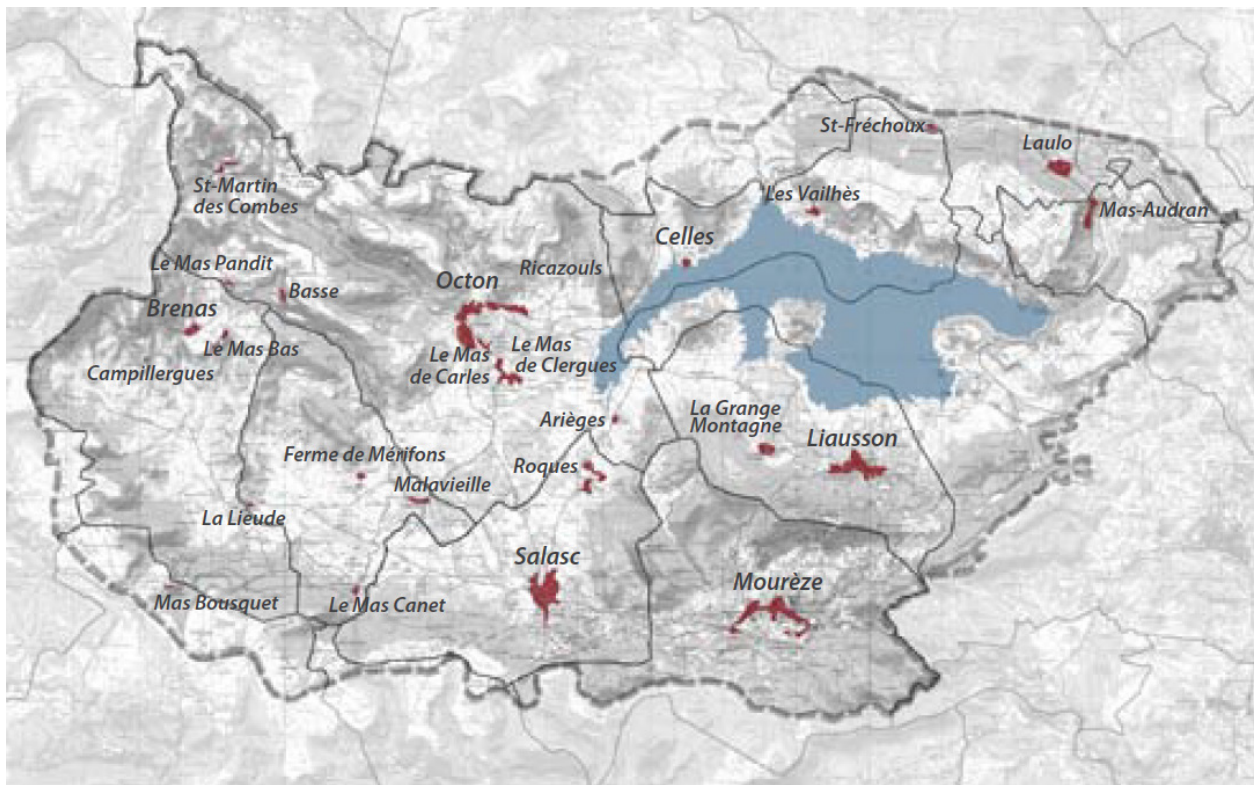 St-Fréchoux
Laulo
St-Martin
des Combes
Les Vailhès
Mas-Audran
Celles
Le Mas Pandit
Basse
Octon
Ricazouls
Brenas
Le Mas Bas
Campillergues
Le Mas
de Carles
Le Mas
de Clergues
Arièges
La Grange
Montagne
Liausson
Ferme de Mérifons
Roques
Malavieille
La Lieude
Salasc
Mourèze
Mas Bousquet
Le Mas Canet